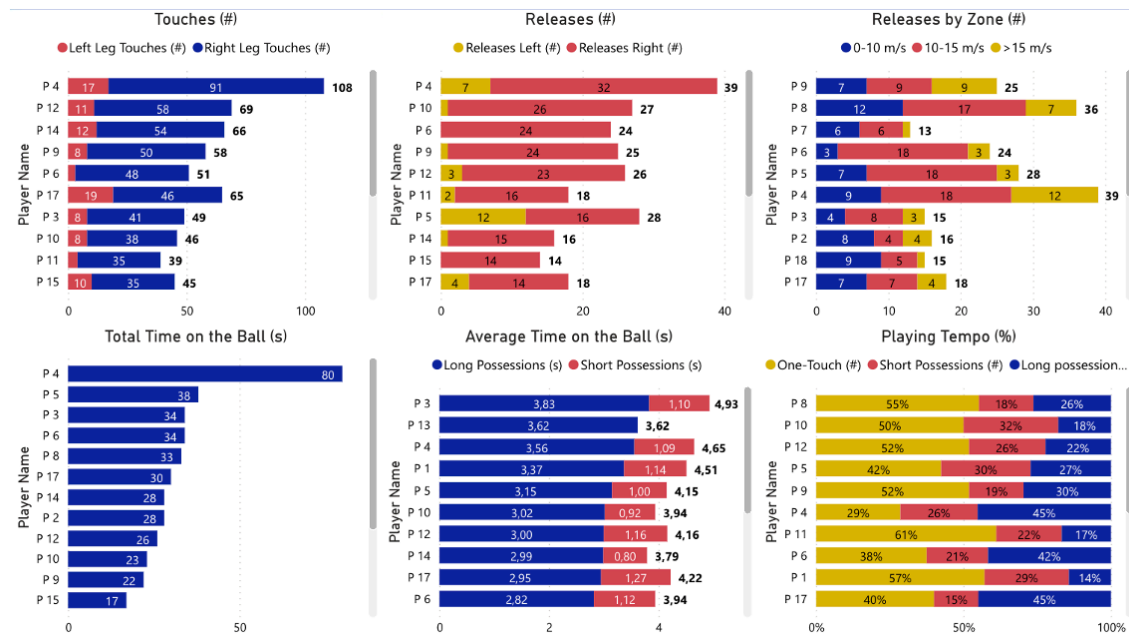 Touches (#)
Left Leg Touches (#) Right Leg Touches (#)
Player Name
P 4 17 91 108
P 12 11 58 69
P 14 12 54 66
P 9 8 50 58
P 6 48 51
P 17 19 46 65
P 3 8 41 49
P 10 8 38 46
P 11 35 39
P 15 10 35 45
0 50 100
Releases (#)
Releases Left (#) Releases Right (#)
Player Name
P 4 7 32 39
P 10 26 27
P 6 24 24
P 9 24 25
P 12 3 23 26
P 11 2 16 18
P 5 12 16 28
P 14 15 16
P 15 14 14
P 17 4 14 18
0 20 40
Releases by Zone (#)
0-10 m/s 10-15 m/s >15 m/s
Player Name
P 9 7 9 9 25
P 8 12 17 7 36
P 7 6 6 13
P 6 3 18 3 24
P 5 7 18 3 28
P 4 9 18 12 39
P 3 4 8 3 15
P 2 8 4 4 16
P 18 9 5 15
P 17 7 7 4 18
0 10 20 30 40
Total Time on the Ball (s)
Player Name
P 4 80
P 5 38
P 3 34
P 6 34
P 8 33
P 17 30
P 14 28
P 2 28
P 12 26
P 10 23
P 9 22
P 15 17
0 50
Average Time on the Ball (s)
Long Possessions (s) Short Possessions (s)
Player Name
P 3 3,83 1,10 4,93
P 13 3,62 3,62
P 4 3,56 1,09 4,65
P 1 3,37 1,14 4,51
P 5 3,15 1,00 4,15
P 10 3,02 0,92 3,94
P 12 3,00 1,16 4,16
P 14 2,99 0,80 3,79
P 17 2,95 1,27 4,22
P 6 2,82 1,12 3,94
0 2 4
Playing Tempo (%)
One-Touch (#) Short Possessions (#) Long possession...
Player Name
P 8 55% 18% 26%
P 10 50% 32% 18%
P 12 52% 26% 22%
P 5 42% 30% 27%
P 9 52% 19% 30%
P 4 29% 26% 45%
P 11 61% 22% 17%
P 6 38% 21% 42%
P 1 57% 29% 14%
P 17 40% 15% 45%
0% 50% 100%